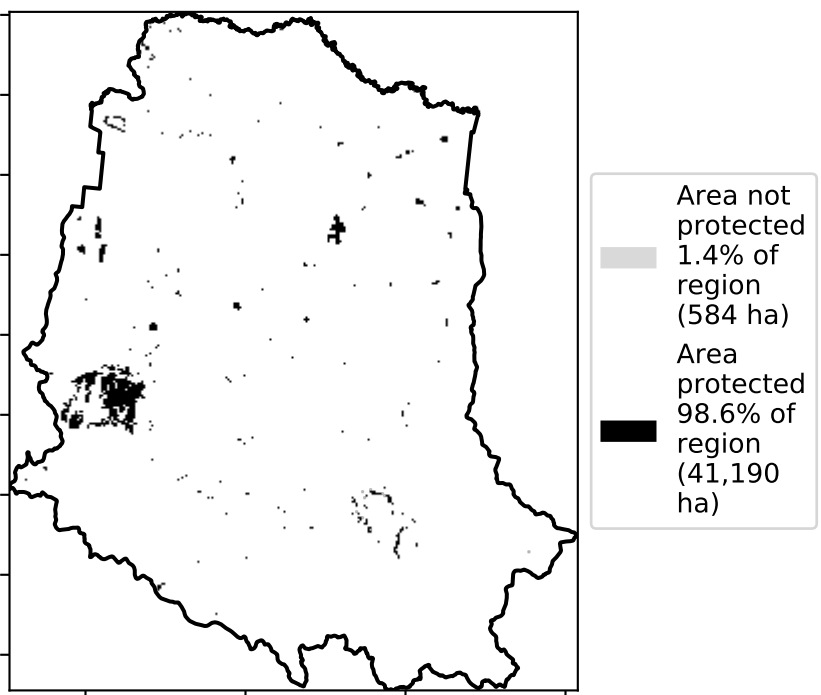 Area not
protected
1.4% of
region
(584 ha)
Area
protected
98.6% of
region
(41,190
ha)